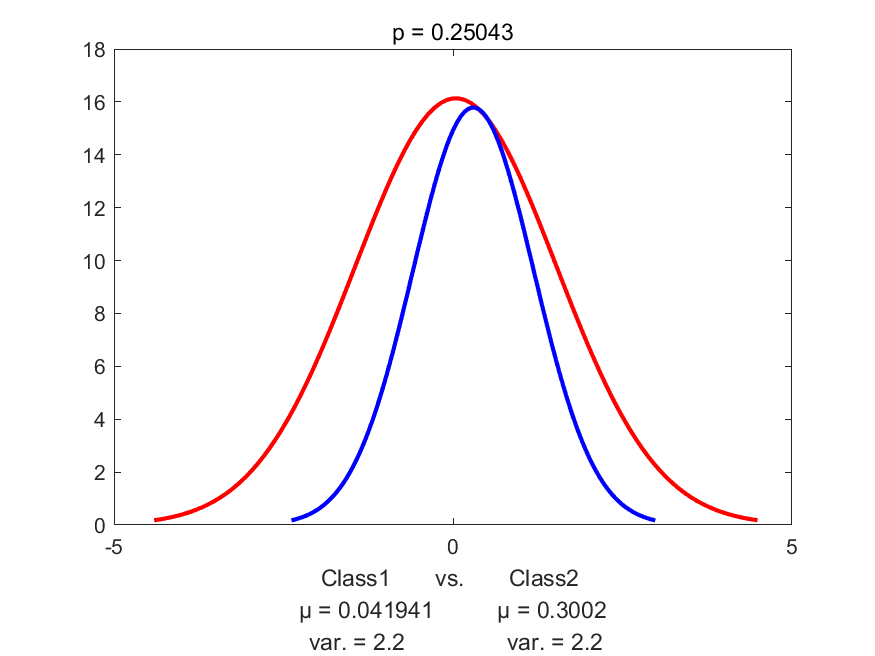 p = 0.25043
18
16
14
12
10
8
6
4
2
0
-5 0 5
Class1 vs. Class2
μ = 0.041941 μ = 0.3002
var. = 2.2 var. = 2.2